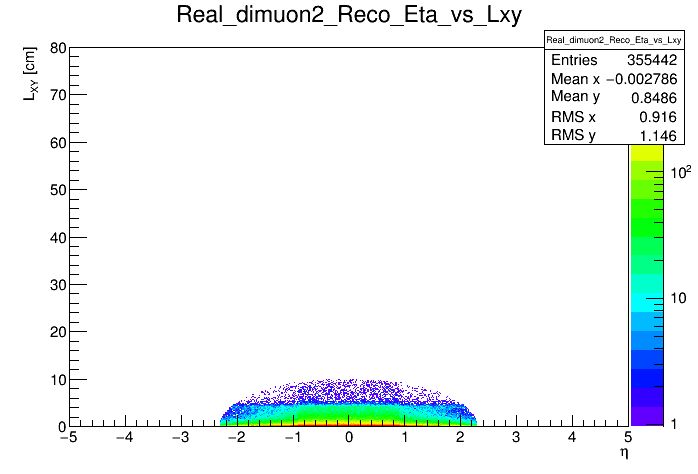 Real_dimuon2_Reco_Eta_vs_Lxy
Real_dimuon2_Reco_Eta_vs_Lxy
Entries 355442
Mean x −0.002786
Mean y 0.8486
RMS x 0.916
RMS y 1.146
L_XY [cm]
80
70
60
50
40
30
20
10
0
−5 −4 −3 −2 −1 0 1 2 3 4 5
η
10²
10
1